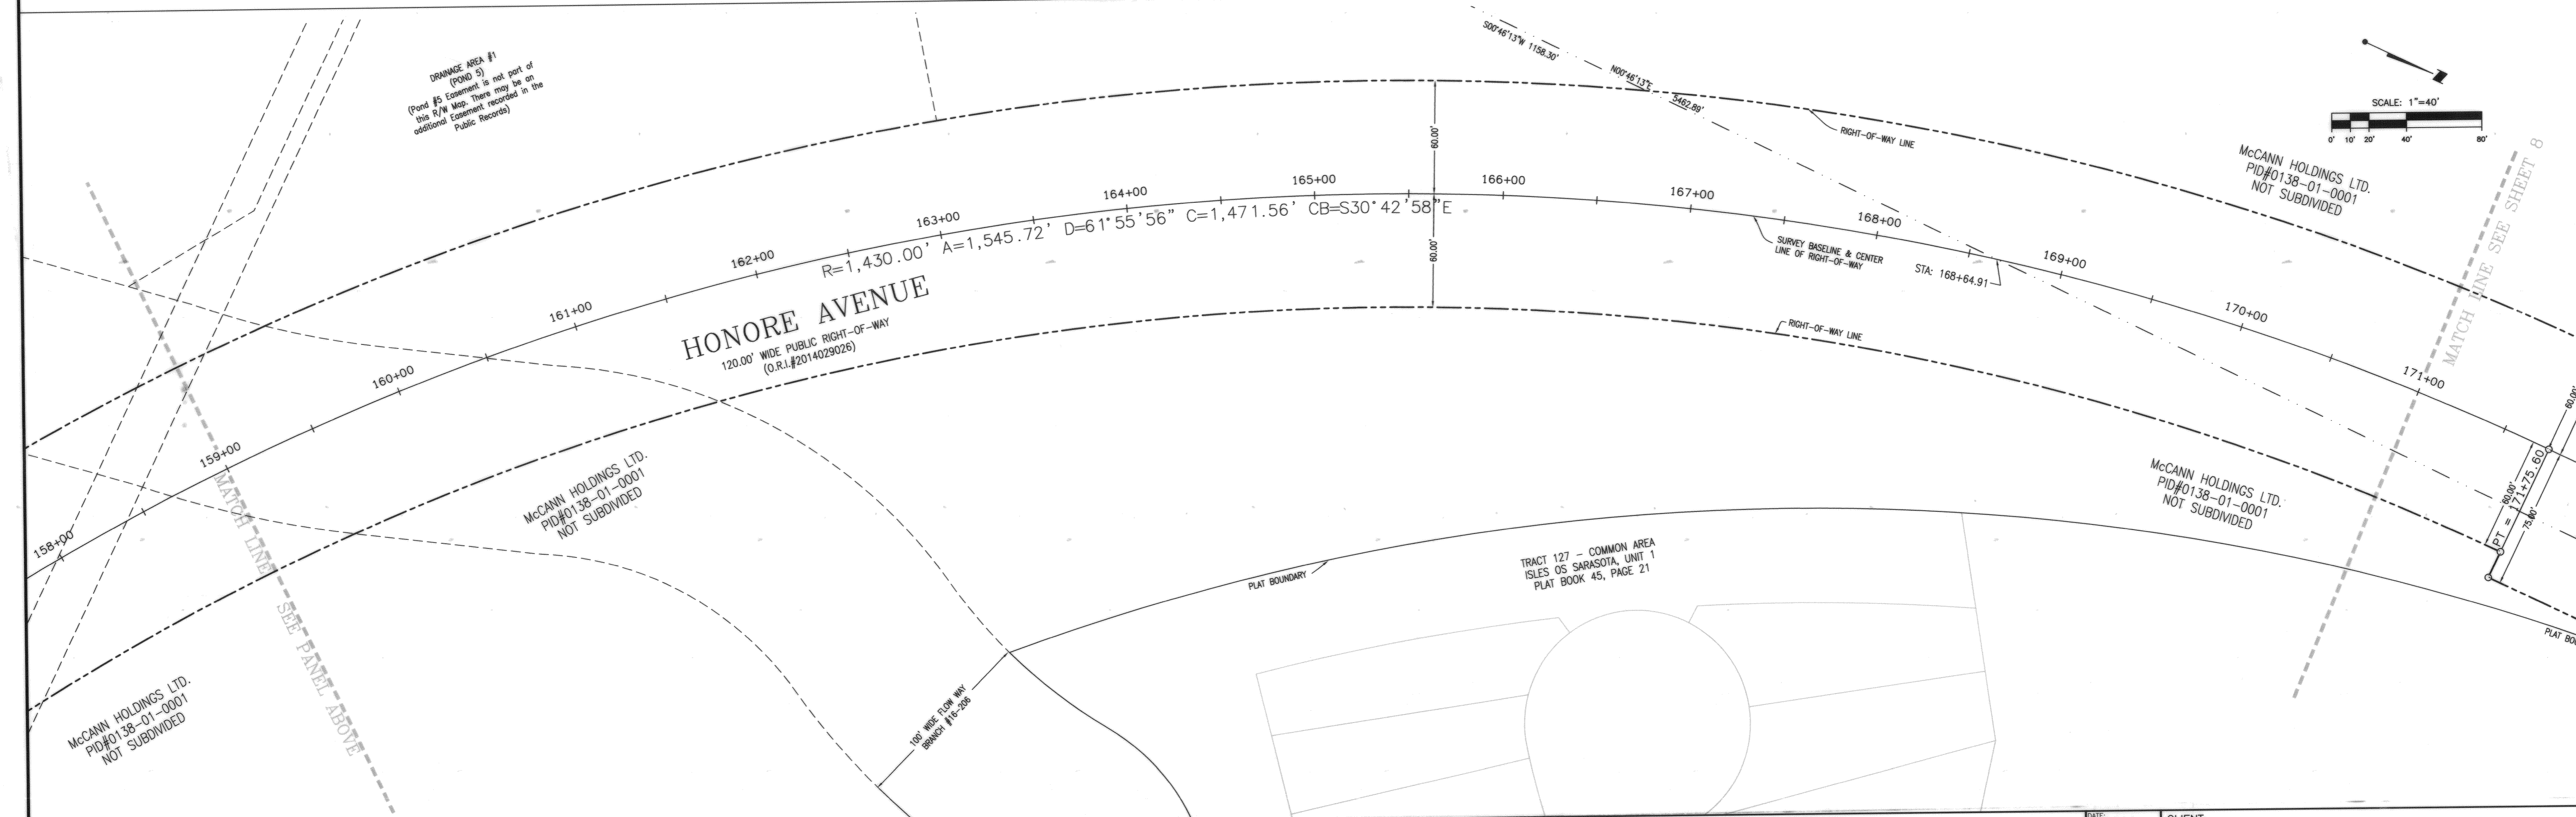 DRAINAGE AREA #1
(POND 5)
(Pond #5 Easement is not part of
this R/W Map. There may be an
additional Easement recorded in the
Public Records)
S00°46'13"W 1158.30'
N00°46'13"E
5462.89'
RIGHT-OF-WAY LINE
SCALE: 1"=40'
0' 10' 20' 40' 80'
McCANN HOLDINGS LTD.
PID#0138-01-0001
NOT SUBDIVIDED
MATCH LINE SEE SHEET 8
60.00'
60.00'
158+00
159+00
160+00
161+00
162+00
163+00
164+00
165+00
166+00
167+00
168+00
169+00
170+00
171+00
R=1,430.00' A=1,545.72' D=61°55'56" C=1,471.56' CB=S30°42'58"E
HONORE AVENUE
120.00' WIDE PUBLIC RIGHT-OF-WAY
(O.R.I.#2014029026)
SURVEY BASELINE & CENTER
LINE OF RIGHT-OF-WAY
STA: 168+64.91
RIGHT-OF-WAY LINE
60.00'
60.00'
PT = 171+75.60
75.00'
MATCH LINE SEE PANEL ABOVE
McCANN HOLDINGS LTD.
PID#0138-01-0001
NOT SUBDIVIDED
McCANN HOLDINGS LTD.
PID#0138-01-0001
NOT SUBDIVIDED
McCANN HOLDINGS LTD.
PID#0138-01-0001
NOT SUBDIVIDED
PLAT BOUNDARY
TRACT 127 - COMMON AREA
ISLES OS SARASOTA, UNIT 1
PLAT BOOK 45, PAGE 21
100' WIDE FLOW WAY
BRANCH #16-206
PLAT BOU
DATE:
CLIENT